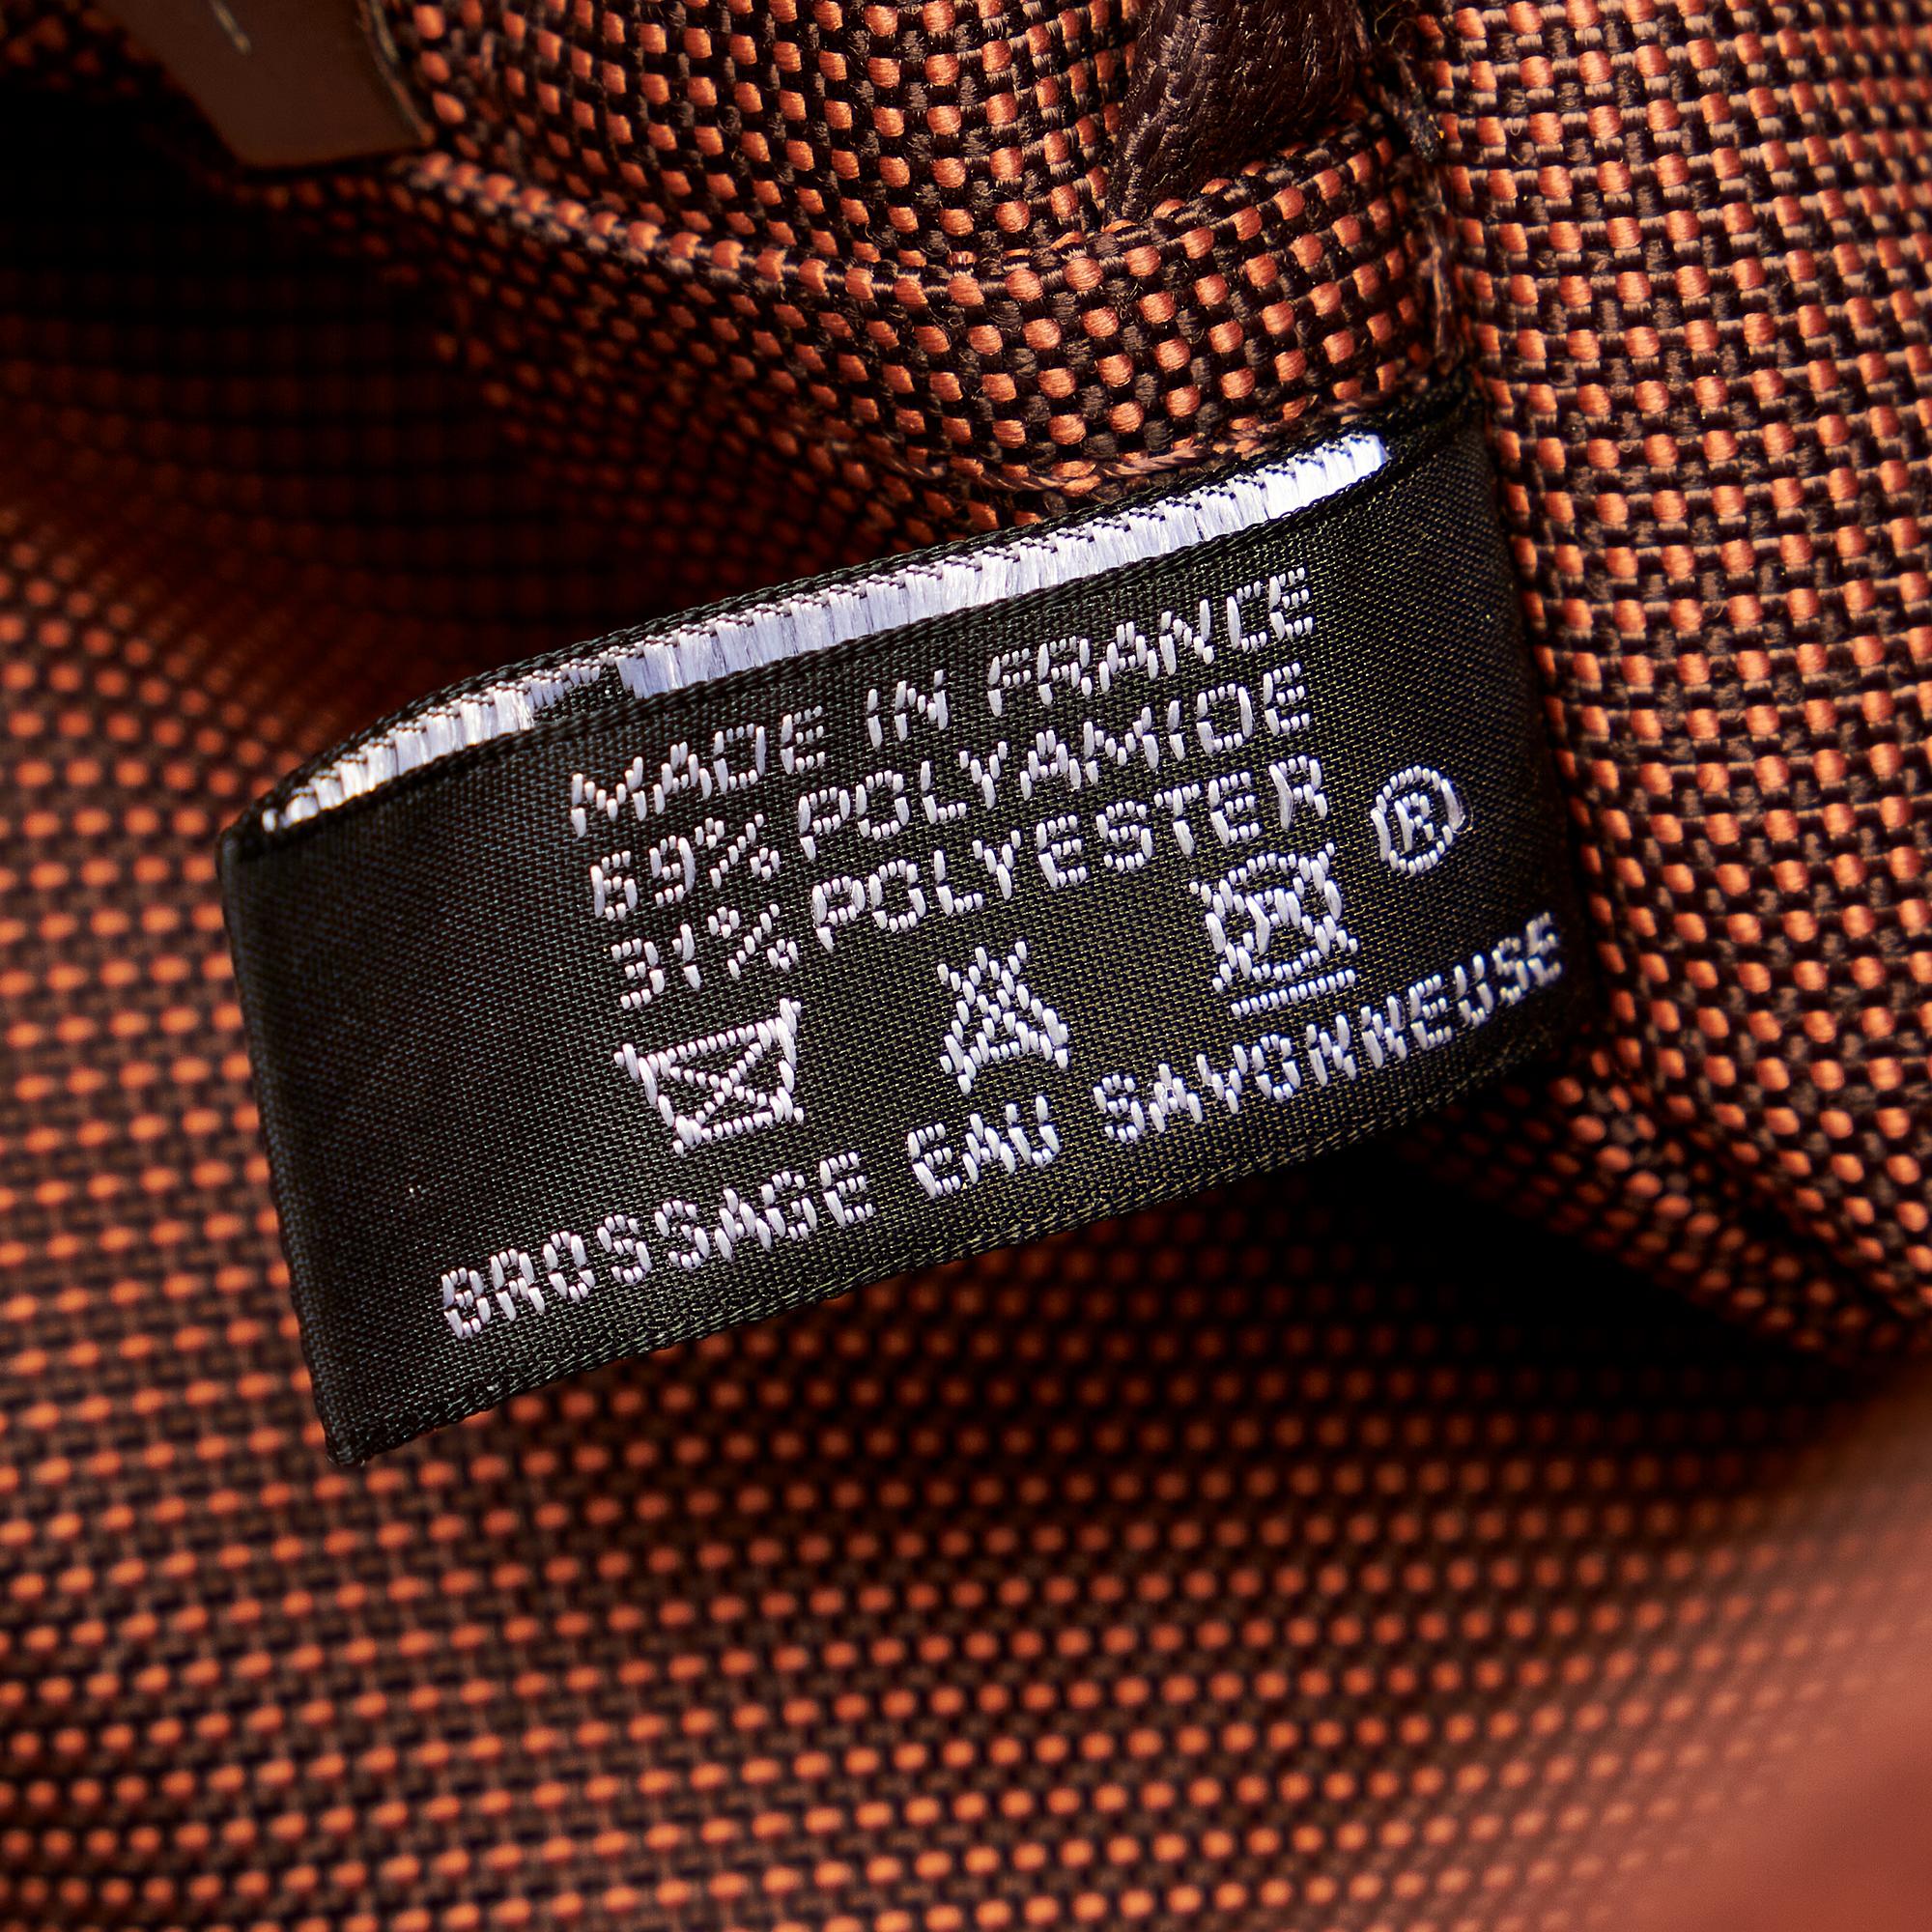 MADE IN FRANCE
69% POLYAMIDE
31% POLYESTER
®
BROSSAGE EAU SAVONNEUSE